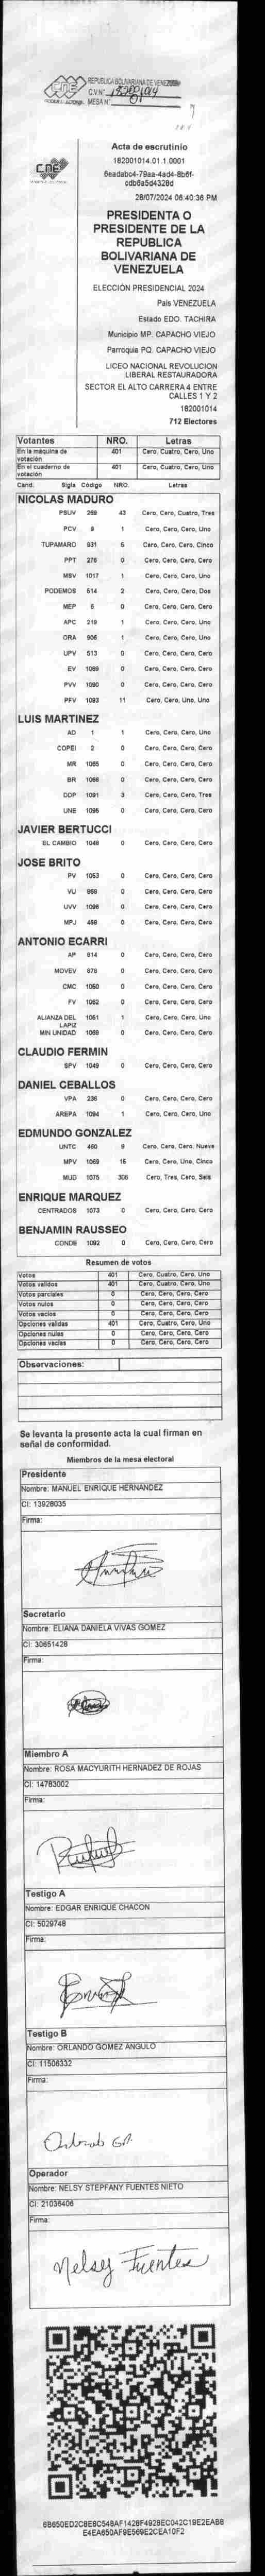 CNE
REPUBLICA BOLIVARIANA DE VENEZUELA
C.V.N°
PODER ELECTORAL MESA N° 01
Acta de escrutinio
182001014.01.1.0001
6eadabc4-79aa-4ad4-8b6f-
cdb8a5d4328d
28/07/2024 06:40:36 PM
PRESIDENTA O
PRESIDENTE DE LA
REPUBLICA
BOLIVARIANA DE
VENEZUELA
ELECCIÓN PRESIDENCIAL 2024
País VENEZUELA
Estado EDO. TACHIRA
Municipio MP. CAPACHO VIEJO
Parroquia PQ. CAPACHO VIEJO
LICEO NACIONAL REVOLUCION
LIBERAL RESTAURADORA
SECTOR EL ALTO CARRERA 4 ENTRE
CALLES 1 Y 2
182001014
712 Electores
Votantes NRO. Letras
En la máquina de votación 401 Cero, Cuatro, Cero, Uno
En el cuaderno de votación 401 Cero, Cuatro, Cero, Uno
Cand. Sigla Código NRO. Letras
NICOLAS MADURO
PSUV 269 43 Cero, Cero, Cuatro, Tres
PCV 9 1 Cero, Cero, Cero, Uno
TUPAMARO 931 5 Cero, Cero, Cero, Cinco
PPT 276 0 Cero, Cero, Cero, Cero
MSV 1017 1 Cero, Cero, Cero, Uno
PODEMOS 514 2 Cero, Cero, Cero, Dos
MEP 6 0 Cero, Cero, Cero, Cero
APC 219 1 Cero, Cero, Cero, Uno
ORA 906 1 Cero, Cero, Cero, Uno
UPV 513 0 Cero, Cero, Cero, Cero
EV 1089 0 Cero, Cero, Cero, Cero
PVV 1090 0 Cero, Cero, Cero, Cero
PFV 1093 11 Cero, Cero, Uno, Uno
LUIS MARTINEZ
AD 1 1 Cero, Cero, Cero, Uno
COPEI 2 0 Cero, Cero, Cero, Cero
MR 1065 0 Cero, Cero, Cero, Cero
BR 1066 0 Cero, Cero, Cero, Cero
DDP 1091 3 Cero, Cero, Cero, Tres
UNE 1095 0 Cero, Cero, Cero, Cero
JAVIER BERTUCCI
EL CAMBIO 1048 0 Cero, Cero, Cero, Cero
JOSE BRITO
PV 1053 0 Cero, Cero, Cero, Cero
VU 869 0 Cero, Cero, Cero, Cero
UVV 1096 0 Cero, Cero, Cero, Cero
MPJ 458 0 Cero, Cero, Cero, Cero
ANTONIO ECARRI
AP 814 0 Cero, Cero, Cero, Cero
MOVEV 878 0 Cero, Cero, Cero, Cero
CMC 1050 0 Cero, Cero, Cero, Cero
FV 1062 0 Cero, Cero, Cero, Cero
ALIANZA DEL LAPIZ 1061 1 Cero, Cero, Cero, Uno
MIN UNIDAD 1069 0 Cero, Cero, Cero, Cero
CLAUDIO FERMIN
SPV 1049 0 Cero, Cero, Cero, Cero
DANIEL CEBALLOS
VPA 236 0 Cero, Cero, Cero, Cero
AREPA 1094 1 Cero, Cero, Cero, Uno
EDMUNDO GONZALEZ
UNTC 460 9 Cero, Cero, Cero, Nueve
MPV 1069 15 Cero, Cero, Uno, Cinco
MUD 1075 306 Cero, Tres, Cero, Seis
ENRIQUE MARQUEZ
CENTRADOS 1073 0 Cero, Cero, Cero, Cero
BENJAMIN RAUSSEO
CONDE 1092 0 Cero, Cero, Cero, Cero
Resumen de votos
Votos 401 Cero, Cuatro, Cero, Uno
Votos validos 401 Cero, Cuatro, Cero, Uno
Votos parciales 0 Cero, Cero, Cero, Cero
Votos nulos 0 Cero, Cero, Cero, Cero
Votos vacios 0 Cero, Cero, Cero, Cero
Opciones validas 401 Cero, Cuatro, Cero, Uno
Opciones nulas 0 Cero, Cero, Cero, Cero
Opciones vacias 0 Cero, Cero, Cero, Cero
Observaciones:
Se levanta la presente acta la cual firman en
señal de conformidad.
Miembros de la mesa electoral
Presidente
Nombre: MANUEL ENRIQUE HERNANDEZ
CI: 13928035
Firma:
Secretario
Nombre: ELIANA DANIELA VIVAS GOMEZ
CI: 30651428
Firma:
Miembro A
Nombre: ROSA MACYURITH HERNADEZ DE ROJAS
CI: 14783002
Firma:
Testigo A
Nombre: EDGAR ENRIQUE CHACON
CI: 5029748
Firma:
Testigo B
Nombre: ORLANDO GOMEZ ANGULO
CI: 11506332
Firma:
Orlando GA.
Operador
Nombre: NELSY STEPFANY FUENTES NIETO
CI: 21036406
Firma:
Nelsy Fuentes
6B650ED2C8E6C548AF1428F4928EC042C19E2EAB8
E4EA650AF9E569E2CEA10F2